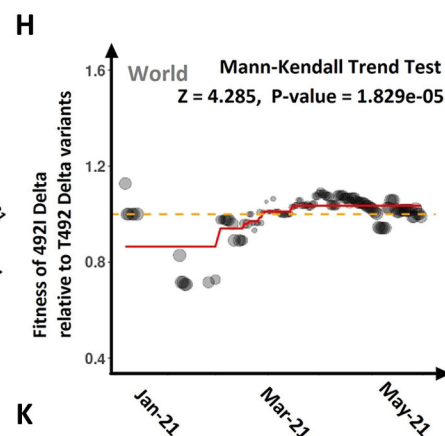 H
World
Mann-Kendall Trend Test
Z = 4.285, P-value = 1.829e-05
Fitness of 492I Delta
relative to T492 Delta variants
1.6
1.2
0.8
0.4
Jan-21
Mar-21
May-21
K